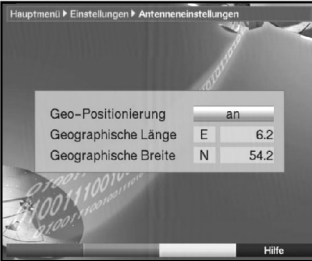 Hauptmenü ▸ Einstellungen ▸ Antenneneinstellungen
Geo-Positionierung an
Geographische Länge E 6.2
Geographische Breite N 54.2
Hilfe